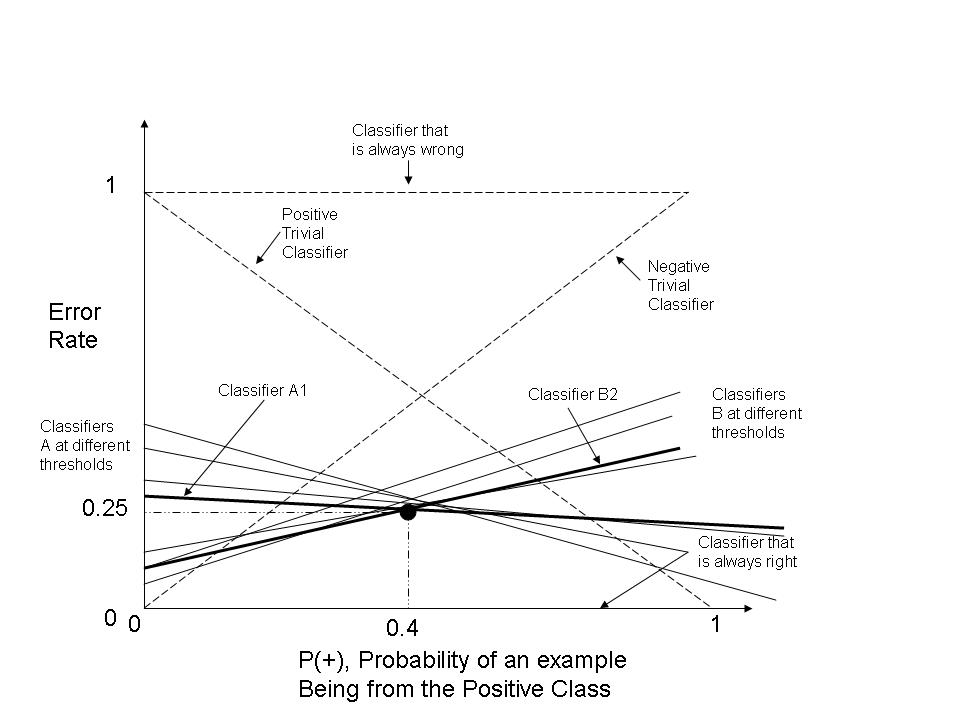 Classifier that
is always wrong
1
Positive
Trivial
Classifier
Negative
Trivial
Classifier
Error
Rate
Classifier A1
Classifier B2
Classifiers
B at different
thresholds
Classifiers
A at different
thresholds
0.25
Classifier that
is always right
0
0
0.4
1
P(+), Probability of an example
Being from the Positive Class